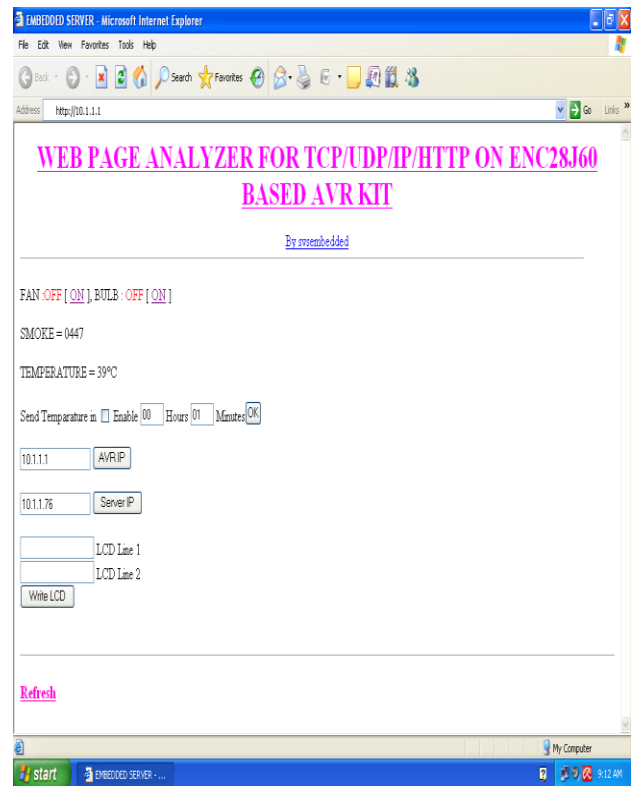 EMBEDDED SERVER - Microsoft Internet Explorer
File Edit View Favorites Tools Help
Back Search Favorites
Address http://10.1.1.1 Go Links »
WEB PAGE ANALYZER FOR TCP/UDP/IP/HTTP ON ENC28J60
BASED AVR KIT
By svsembedded
FAN :OFF [ ON ], BULB : OFF [ ON ]
SMOKE = 0447
TEMPERATURE = 39°C
Send Temparature in Enable 00 Hours 01 Minutes OK
10.1.1.1 AVR IP
10.1.1.76 Server IP
LCD Line 1
LCD Line 2
Write LCD
Refresh
My Computer
start EMBEDDED SERVER - ... 9:12 AM